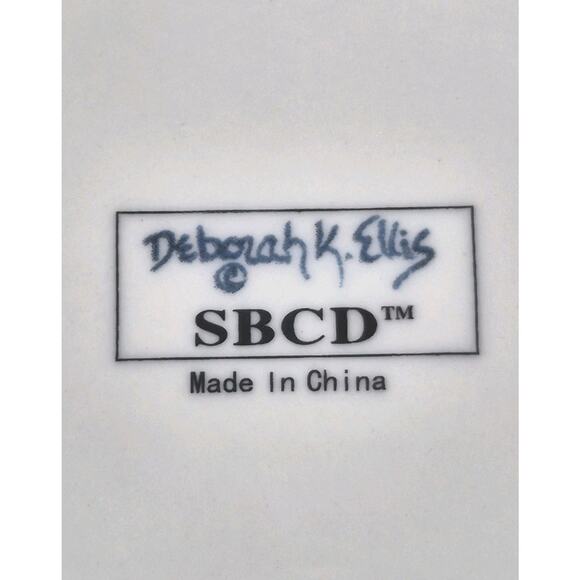 Deborah K. Ellis
©
SBCD™
Made In China